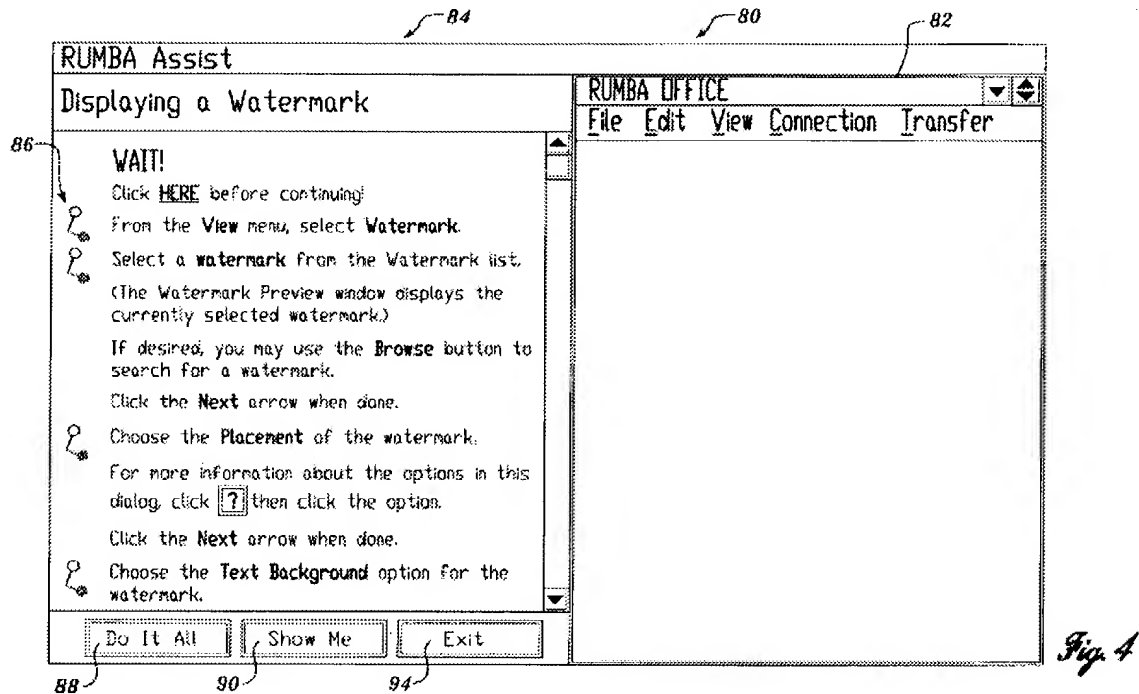 84
80
82
RUMBA Assist
Displaying a Watermark
RUMBA OFFICE
File Edit View Connection Transfer
86
WAIT!
Click HERE before continuing!
From the View menu, select Watermark.
Select a watermark from the Watermark list.
(The Watermark Preview window displays the
currently selected watermark.)
If desired, you may use the Browse button to
search for a watermark.
Click the Next arrow when done.
Choose the Placement of the watermark.
For more information about the options in this
dialog, click ? then click the option.
Click the Next arrow when done.
Choose the Text Background option for the
watermark.
Do It All Show Me Exit
88
90
94
Fig. 4